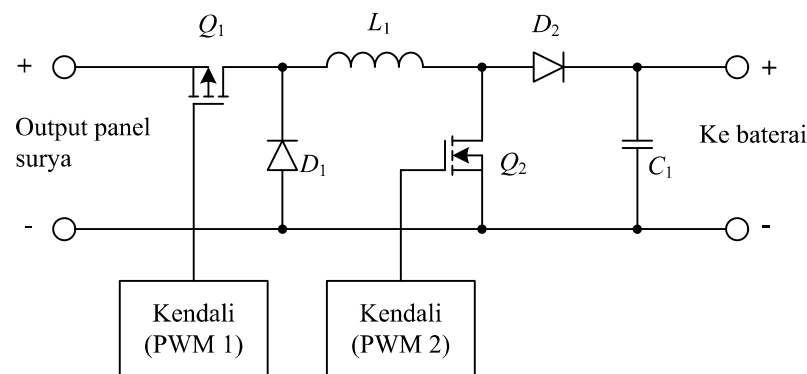 Q1
L1
D2
+
+
Output panel
surya
Ke baterai
D1
Q2
C1
-
-
Kendali
(PWM 1)
Kendali
(PWM 2)